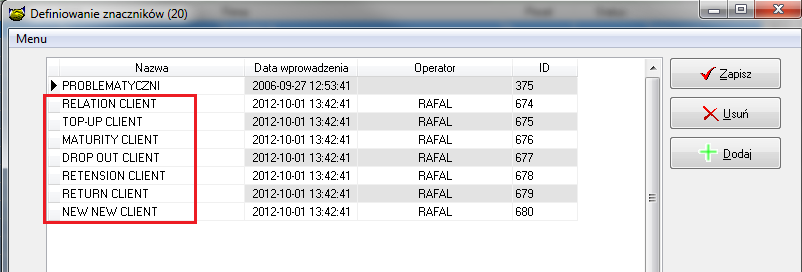 Definiowanie znaczników (20)
Menu
Nazwa Data wprowadzenia Operator ID
PROBLEMATYCZNI 2006-09-27 12:53:41 375
RELATION CLIENT 2012-10-01 13:42:41 RAFAL 674
TOP-UP CLIENT 2012-10-01 13:42:41 RAFAL 675
MATURITY CLIENT 2012-10-01 13:42:41 RAFAL 676
DROP OUT CLIENT 2012-10-01 13:42:41 RAFAL 677
RETENSION CLIENT 2012-10-01 13:42:41 RAFAL 678
RETURN CLIENT 2012-10-01 13:42:41 RAFAL 679
NEW NEW CLIENT 2012-10-01 13:42:41 RAFAL 680
Zapisz
Usuń
Dodaj